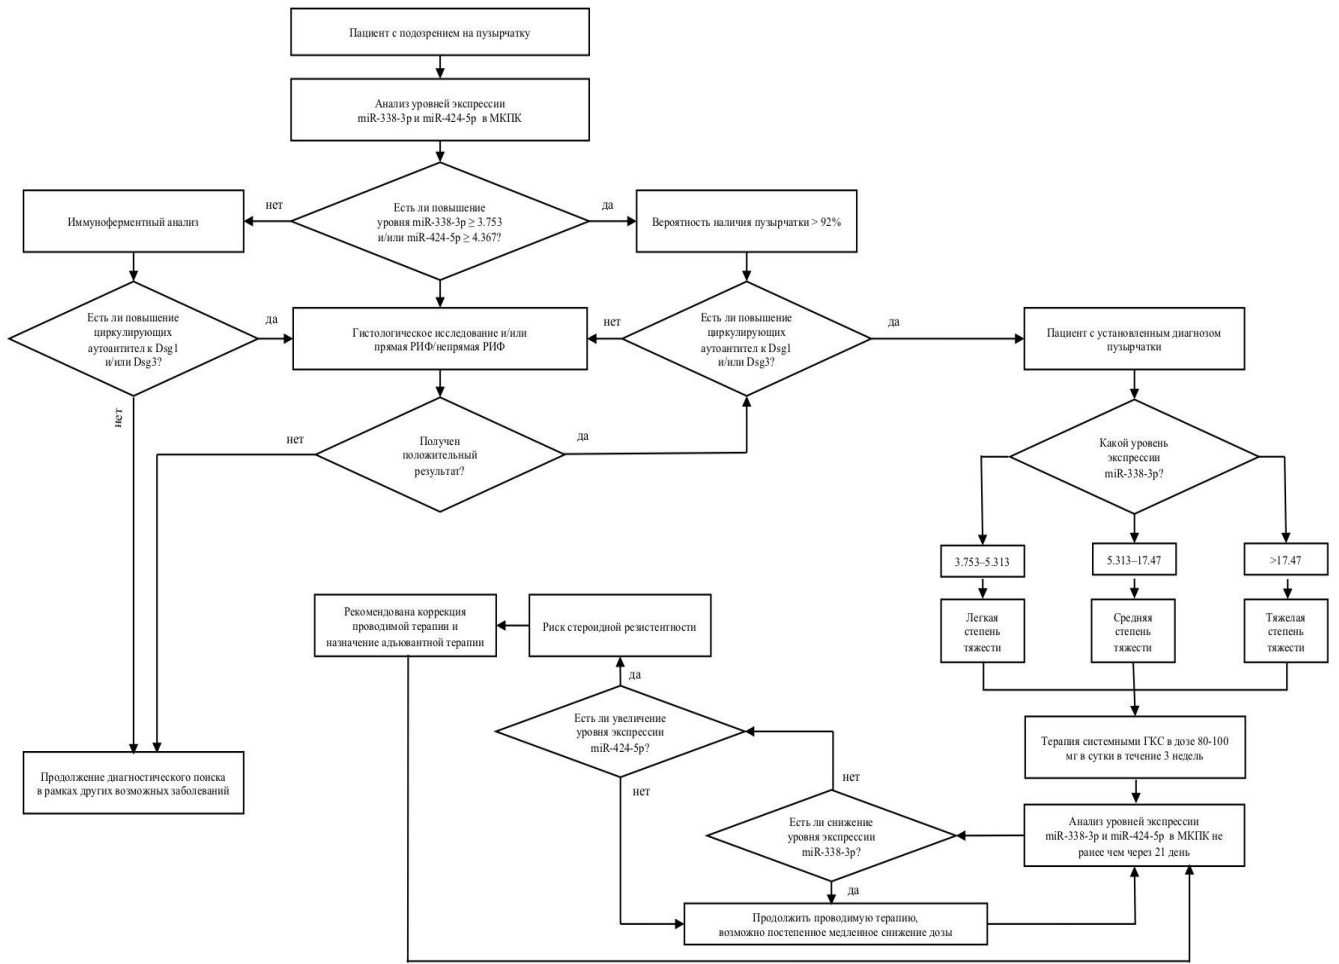 Пациент с подозрением на пузырчатку
Анализ уровней экспрессии
miR-338-3p и miR-424-5p в МКПК
Есть ли повышение
уровня miR-338-3p ≥ 3.753
и/или miR-424-5p ≥ 4.367?
нет
да
Иммуноферментный анализ
Вероятность наличия пузырчатки > 92%
Есть ли повышение
циркулирующих
аутоантител к Dsg1
и/или Dsg3?
да
нет
Гистологическое исследование и/или
прямая РИФ/непрямая РИФ
нет
Есть ли повышение
циркулирующих
аутоантител к Dsg1
и/или Dsg3?
да
Пациент с установленным диагнозом
пузырчатки
Получен
положительный
результат?
нет
да
Какой уровень
экспрессии
miR-338-3p?
3.753–5.313
5.313–17.47
>17.47
Легкая
степень
тяжести
Средняя
степень
тяжести
Тяжелая
степень
тяжести
Рекомендована коррекция
проводимой терапии и
назначение адъювантной терапии
Риск стероидной резистентности
да
Есть ли увеличение
уровня экспрессии
miR-424-5p?
нет
Терапия системными ГКС в дозе 80-100
мг в сутки в течение 3 недель
Продолжение диагностического поиска
в рамках других возможных заболеваний
нет
Есть ли снижение
уровня экспрессии
miR-338-3p?
да
Анализ уровней экспрессии
miR-338-3p и miR-424-5p в МКПК не
ранее чем через 21 день
Продолжить проводимую терапию,
возможно постепенное медленное снижение дозы